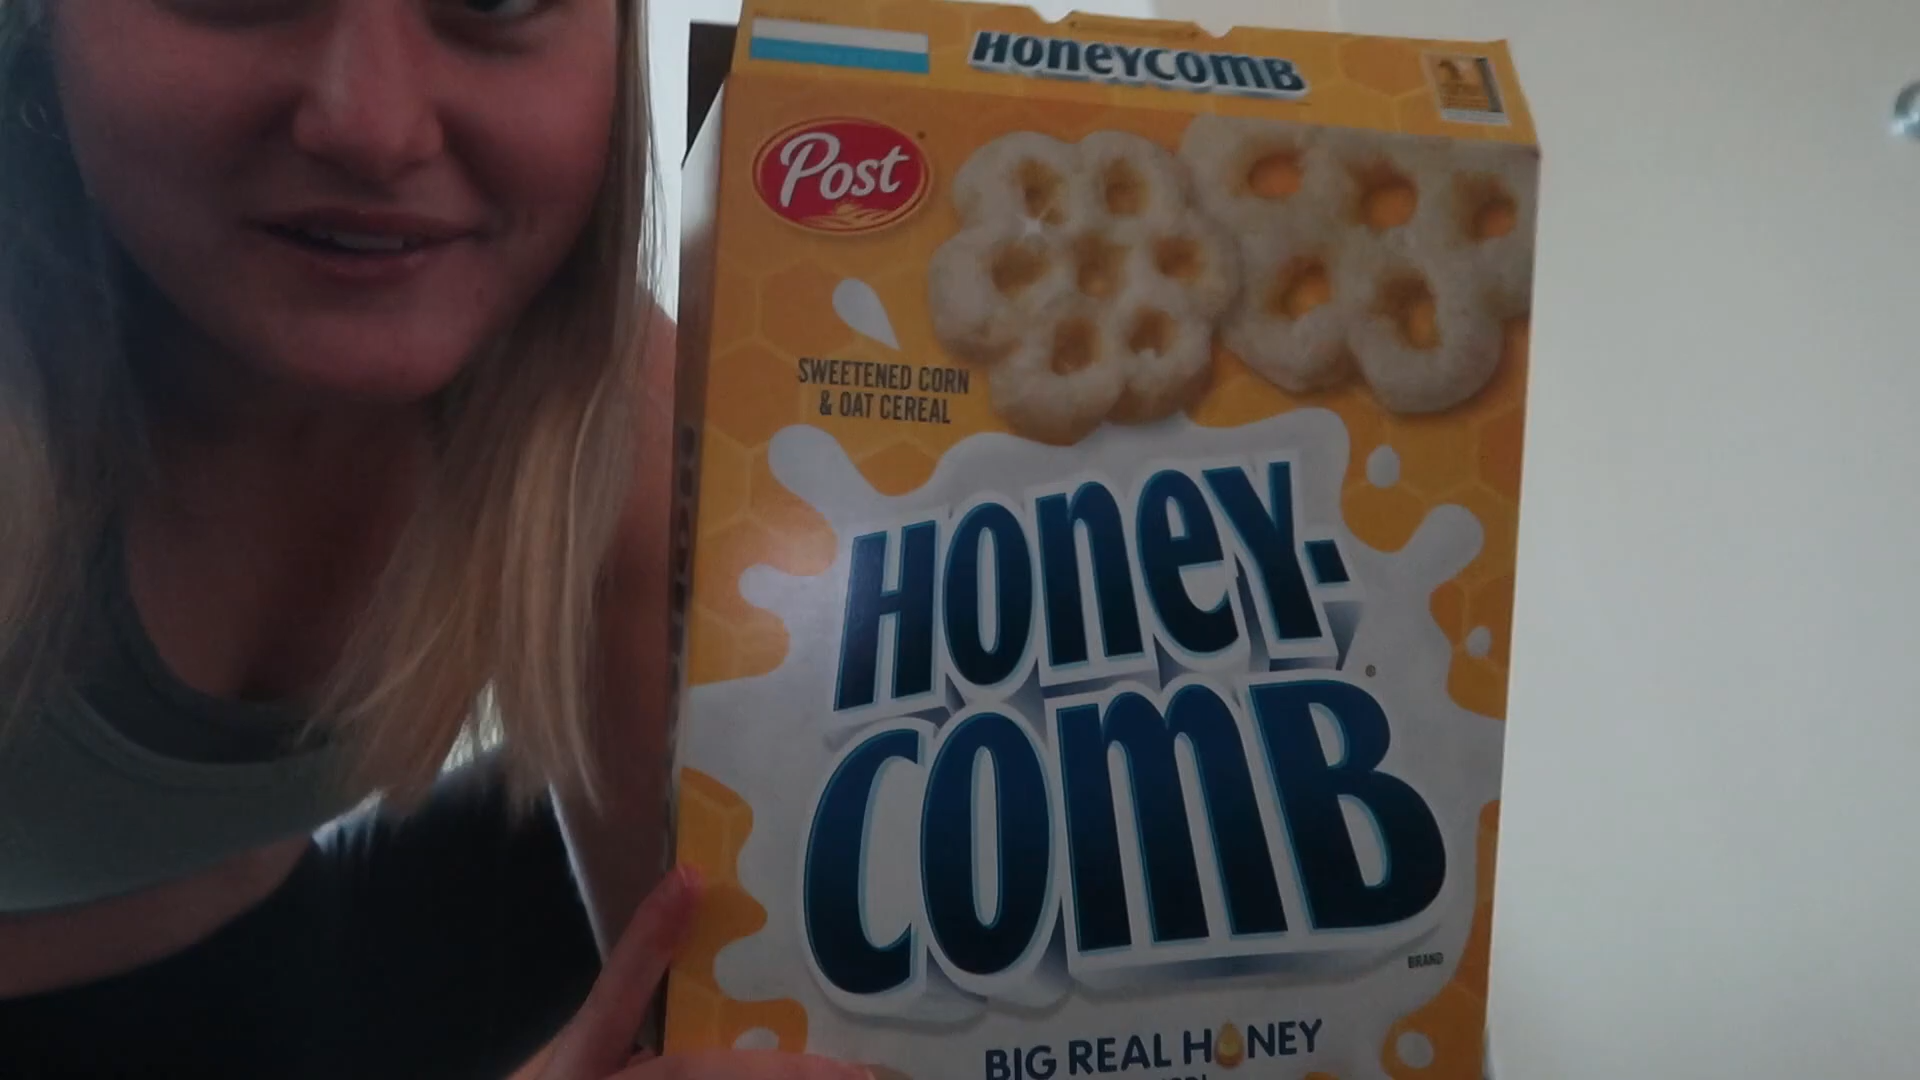 HONEYCOMB
Post
SWEETENED CORN
& OAT CEREAL
HONEY-
COMB
®
BRAND
BIG REAL HONEY